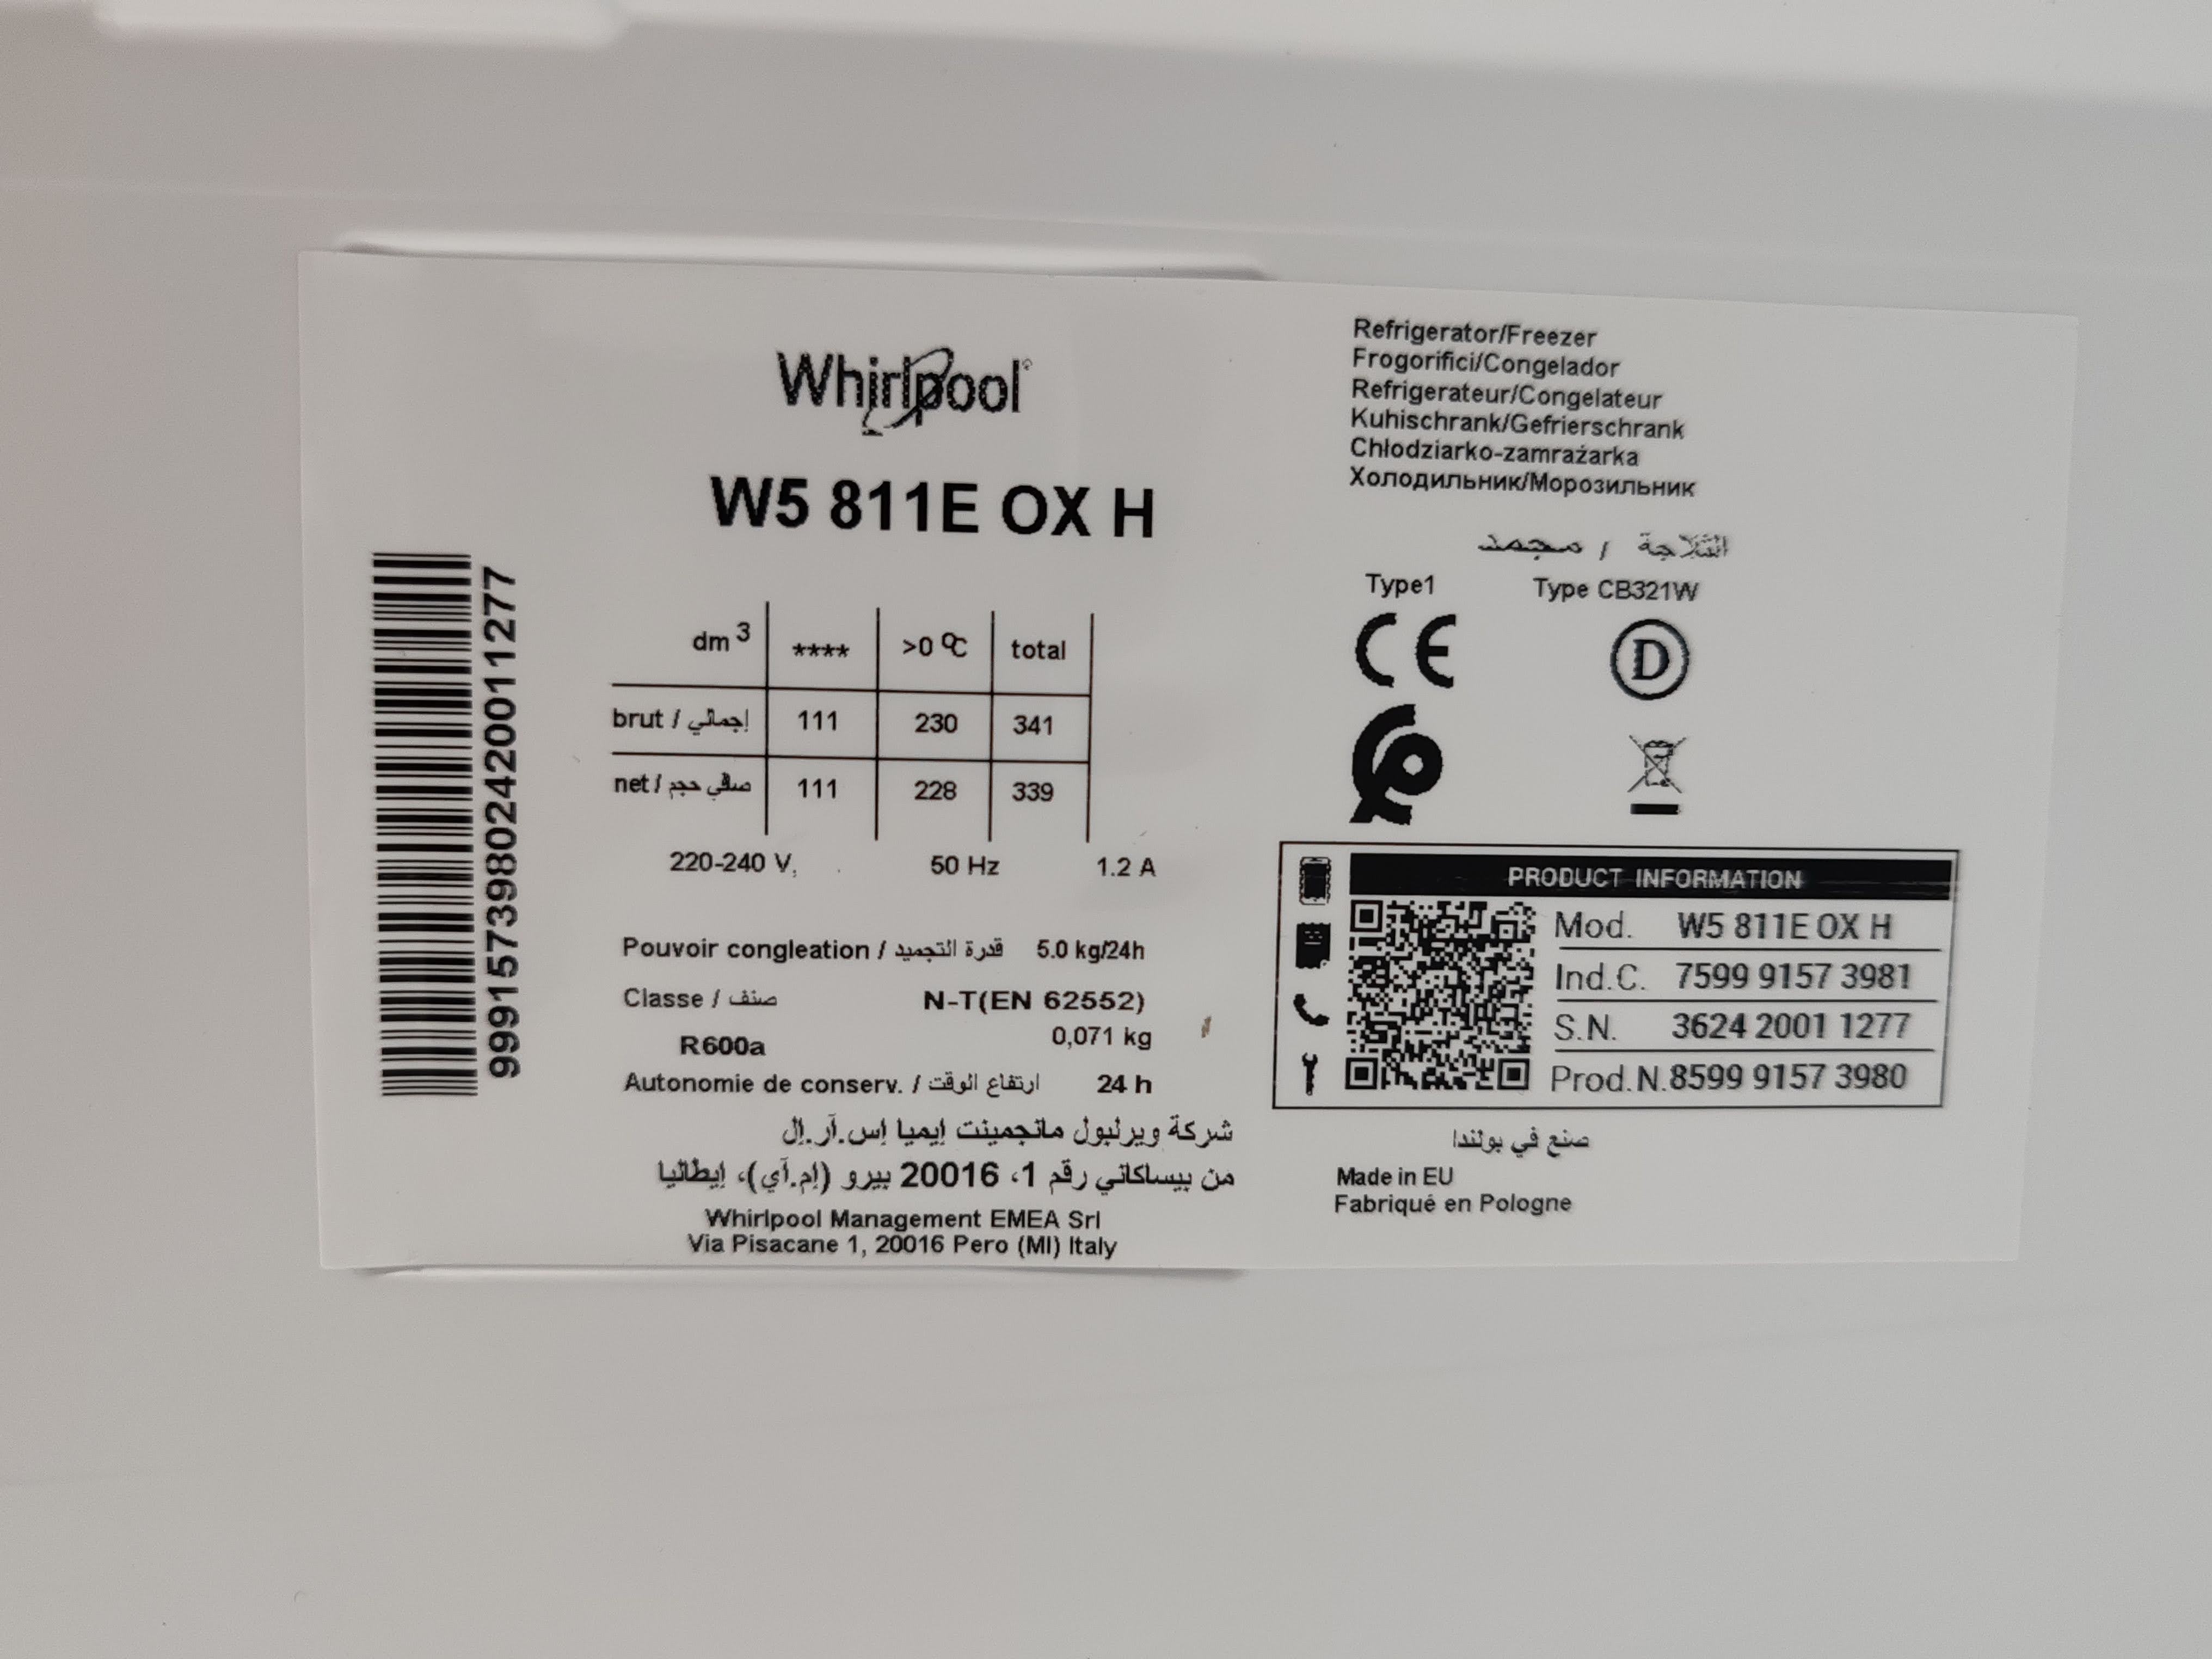 Whirlpool
W5 811E OX H
99915739802420011277
dm³ **** >0 °C total
brut / إجمالي 111 230 341
net / صافي حجم 111 228 339
220-240 V, 50 Hz 1.2 A
Pouvoir congleation / قدرة التجميد 5.0 kg/24h
Classe / صنف N-T(EN 62552)
R600a 0,071 kg
Autonomie de conserv. / ارتفاع الوقت 24 h
شركة ويرلبول مانجمينت إيميا إس.آر.إل
من بيساكاني رقم 1، 20016 بيرو (إم.آي)، إيطاليا
Whirlpool Management EMEA Srl
Via Pisacane 1, 20016 Pero (MI) Italy
Refrigerator/Freezer
Frogorifici/Congelador
Refrigerateur/Congelateur
Kuhischrank/Gefrierschrank
Chłodziarko-zamrażarka
Холодильник/Морозильник
الثلاجة / مجمد
Type1 Type CB321W
CE D
PRODUCT INFORMATION
Mod. W5 811E OX H
Ind.C. 7599 9157 3981
S.N. 3624 2001 1277
Prod.N. 8599 9157 3980
صنع في بولندا
Made in EU
Fabriqué en Pologne